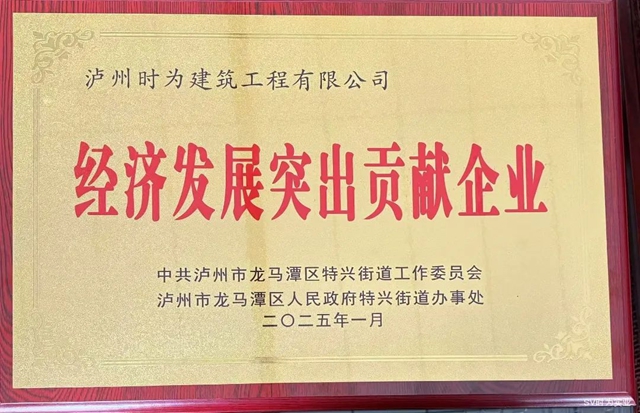 泸州时为建筑工程有限公司
经济发展突出贡献企业
中共泸州市龙马潭区特兴街道工作委员会
泸州市龙马潭区人民政府特兴街道办事处
二〇二五年一月